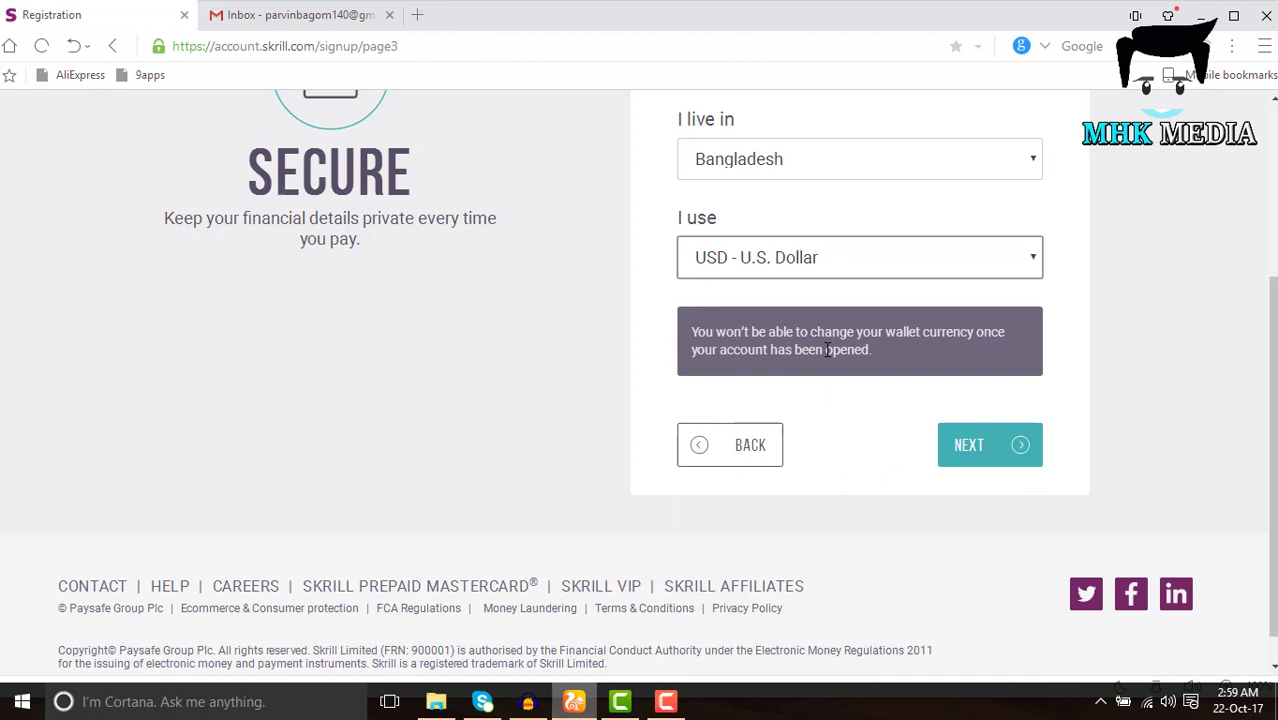 Registration
Inbox - parvinbagom140@gm
https://account.skrill.com/signup/page3
Google
AliExpress
9apps
Mobile bookmarks
MHK MEDIA
SECURE
Keep your financial details private every time
you pay.
I live in
Bangladesh
I use
USD - U.S. Dollar
You won't be able to change your wallet currency once
your account has been opened.
BACK
NEXT
CONTACT | HELP | CAREERS | SKRILL PREPAID MASTERCARD® | SKRILL VIP | SKRILL AFFILIATES
© Paysafe Group Plc | Ecommerce & Consumer protection | FCA Regulations | Money Laundering | Terms & Conditions | Privacy Policy
Copyright© Paysafe Group Plc. All rights reserved. Skrill Limited (FRN: 900001) is authorised by the Financial Conduct Authority under the Electronic Money Regulations 2011
for the issuing of electronic money and payment instruments. Skrill is a registered trademark of Skrill Limited.
I'm Cortana. Ask me anything.
2:59 AM
22-Oct-17